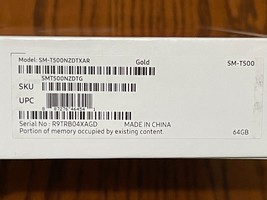 Model: SM-T500NZDTXAR Gold SM-T500
SMT500NZDTG
SKU
UPC
Serial No : R9TRB04XAGD MADE IN CHINA
Portion of memory occupied by existing content. 64GB